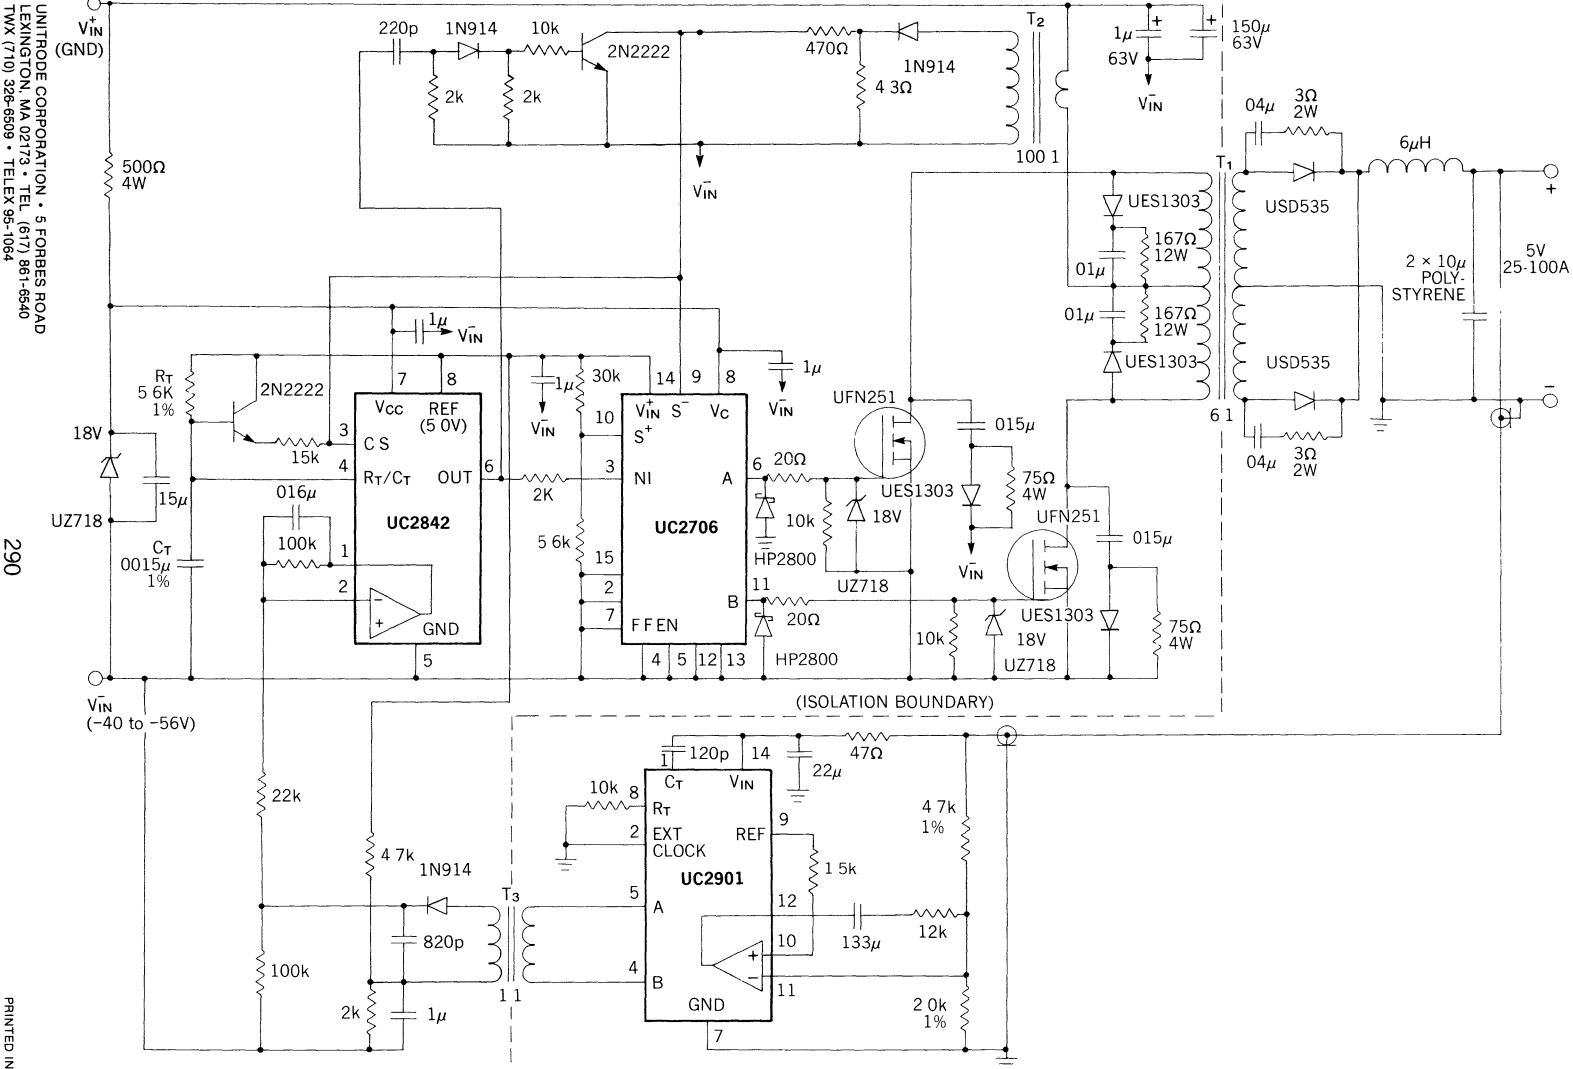 V+IN
(GND)
UNITRODE CORPORATION • 5 FORBES ROAD
LEXINGTON, MA 02173 • TEL (617) 861-6540
TWX (710) 326-6509 • TELEX 95-1064
290
PRINTED IN
220p
1N914
10k
2N2222
2k
2k
V−IN
470Ω
1N914
4 3Ω
T2
100 1
1μ
63V
150μ
63V
V−IN
500Ω
4W
04μ
3Ω
2W
6μH
T1
USD535
+
UES1303
167Ω
12W
01μ
01μ
167Ω
12W
UES1303
5V
25-100A
2 × 10μ
POLY-
STYRENE
USD535
−
6 1
04μ
3Ω
2W
1μ
V−IN
RT
5 6K
1%
2N2222
7
8
VCC
REF
(5 0V)
3
CS
15k
4
RT/CT
OUT
6
UC2842
18V
15μ
UZ718
016μ
100k
CT
0015μ
1%
1
2
−
+
GND
5
1μ
V−IN
30k
14
9
8
V+IN
S−
VC
10
S+
3
NI
2K
A
6
20Ω
UC2706
5 6k
15
2
7
F F EN
B
11
20Ω
4
5
12
13
1μ
V−IN
UFN251
015μ
UES1303
75Ω
4W
10k
18V
HP2800
UZ718
V−IN
UFN251
015μ
UES1303
75Ω
4W
10k
18V
UZ718
HP2800
V−IN
(−40 to −56V)
(ISOLATION BOUNDARY)
22k
4 7k
1N914
T3
820p
100k
1 1
2k
1μ
120p
1
14
47Ω
22μ
CT
VIN
10k
8
RT
2
EXT
CLOCK
REF
9
UC2901
1 5k
5
A
12
133μ
12k
10
+
−
11
4
B
GND
7
4 7k
1%
2 0k
1%